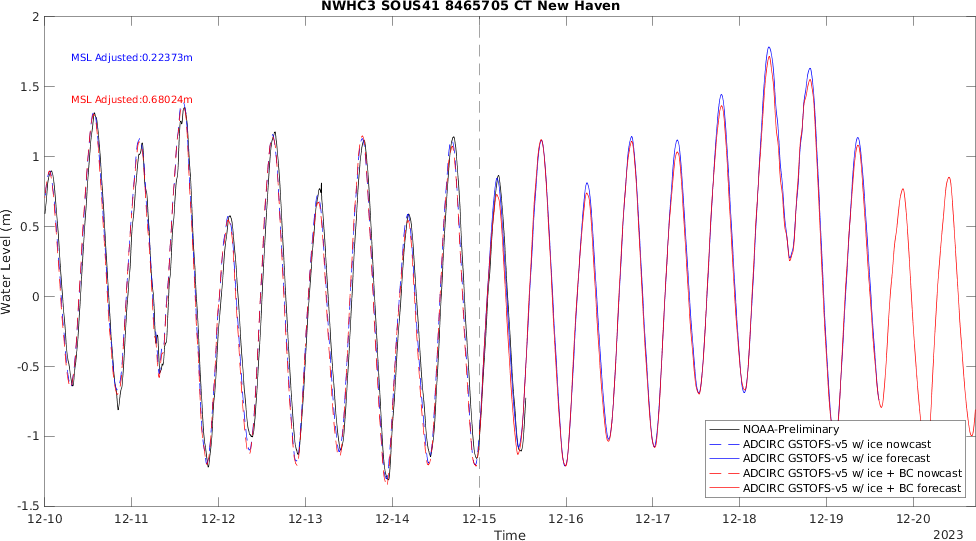 NWHC3 SOUS41 8465705 CT New Haven
MSL Adjusted:0.22373m
MSL Adjusted:0.68024m
2
1.5
1
0.5
0
-0.5
-1
-1.5
Water Level (m)
NOAA-Preliminary
ADCIRC GSTOFS-v5 w/ ice nowcast
ADCIRC GSTOFS-v5 w/ ice forecast
ADCIRC GSTOFS-v5 w/ ice + BC nowcast
ADCIRC GSTOFS-v5 w/ ice + BC forecast
12-10 12-11 12-12 12-13 12-14 12-15 12-16 12-17 12-18 12-19 12-20
Time
2023